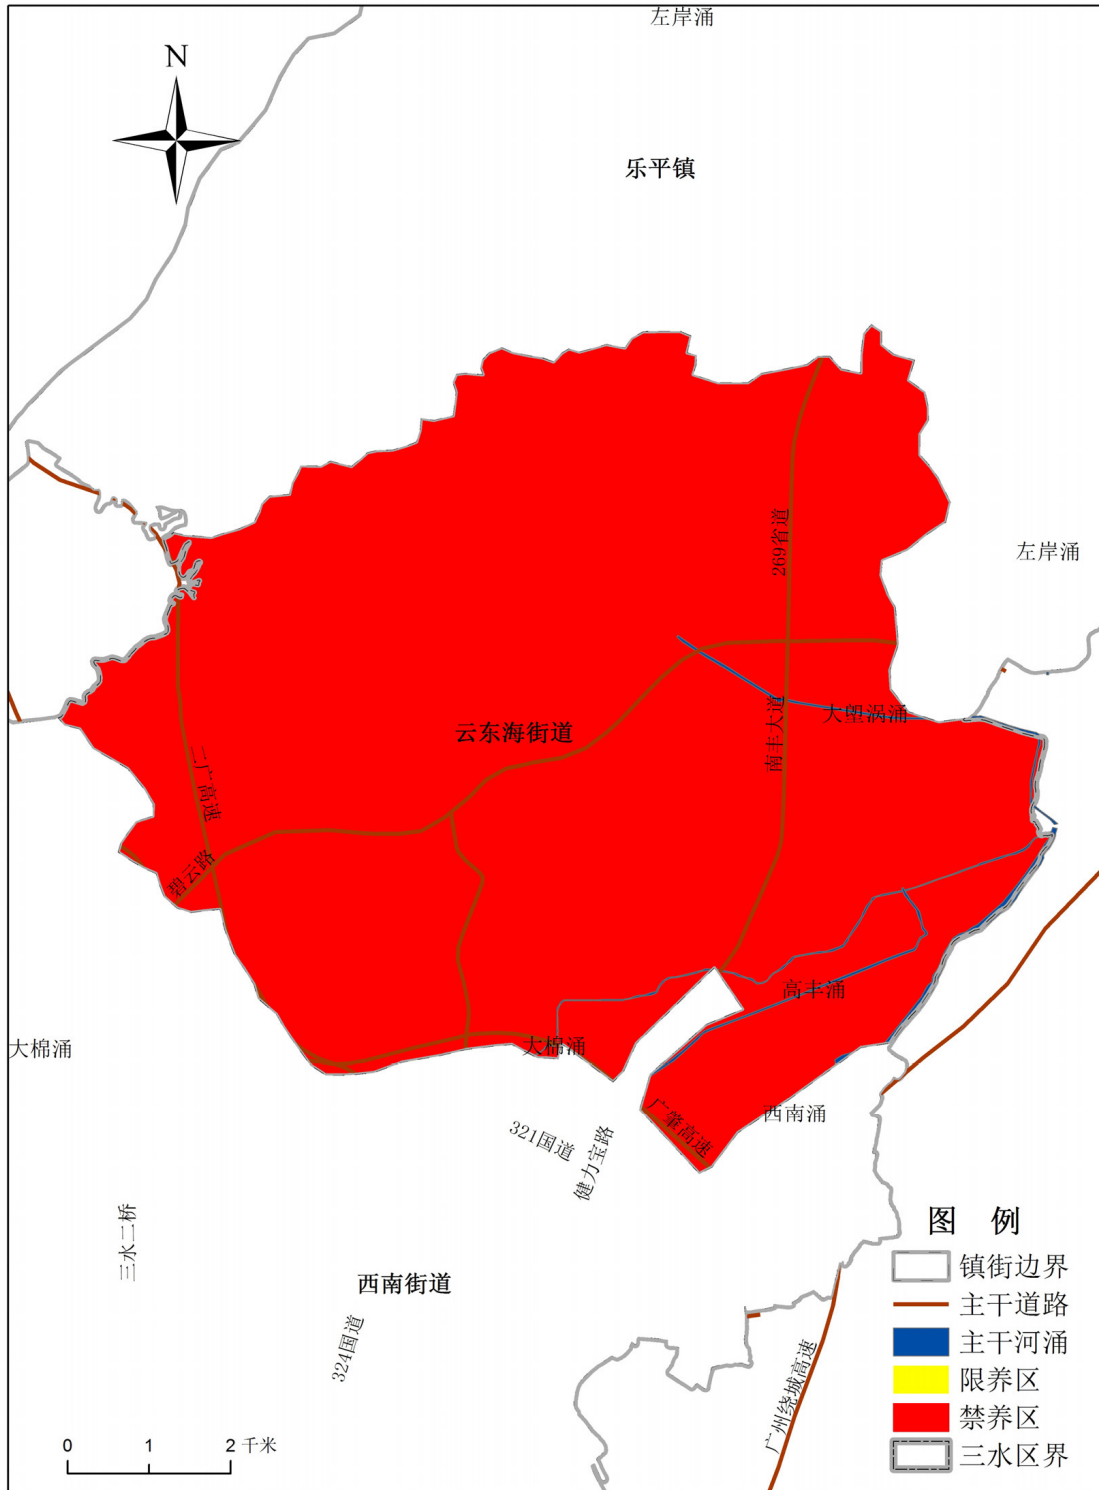 左岸涌
N
乐平镇
269省道
左岸涌
大塱涡涌
南丰大道
云东海街道
二广高速
碧云路
高丰涌
大棉涌
大棉涌
广肇高速
西南涌
321国道
健力宝路
三水二桥
西南街道
324国道
广州绕城高速
图 例
镇街边界
主干道路
主干河涌
限养区
禁养区
三水区界
0 1 2 千米